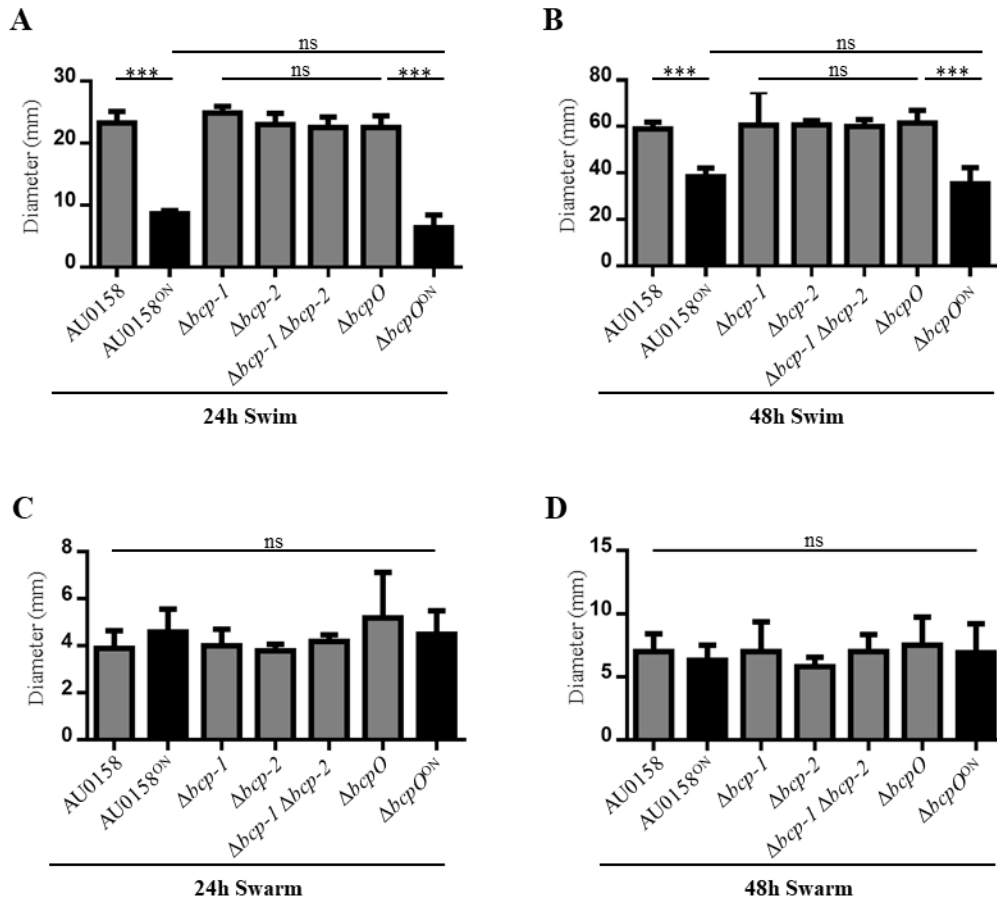 A
ns
***
ns
***
Diameter (mm)
30
20
10
0
AU0158
AU0158ᴼᴺ
Δbcp-1
Δbcp-2
Δbcp-1 Δbcp-2
ΔbcpO
ΔbcpOᴼᴺ
24h Swim
B
ns
***
ns
***
Diameter (mm)
80
60
40
20
0
AU0158
AU0158ᴼᴺ
Δbcp-1
Δbcp-2
Δbcp-1 Δbcp-2
ΔbcpO
ΔbcpOᴼᴺ
48h Swim
C
ns
Diameter (mm)
8
6
4
2
0
AU0158
AU0158ᴼᴺ
Δbcp-1
Δbcp-2
Δbcp-1 Δbcp-2
ΔbcpO
ΔbcpOᴼᴺ
24h Swarm
D
ns
Diameter (mm)
15
10
5
0
AU0158
AU0158ᴼᴺ
Δbcp-1
Δbcp-2
Δbcp-1 Δbcp-2
ΔbcpO
ΔbcpOᴼᴺ
48h Swarm